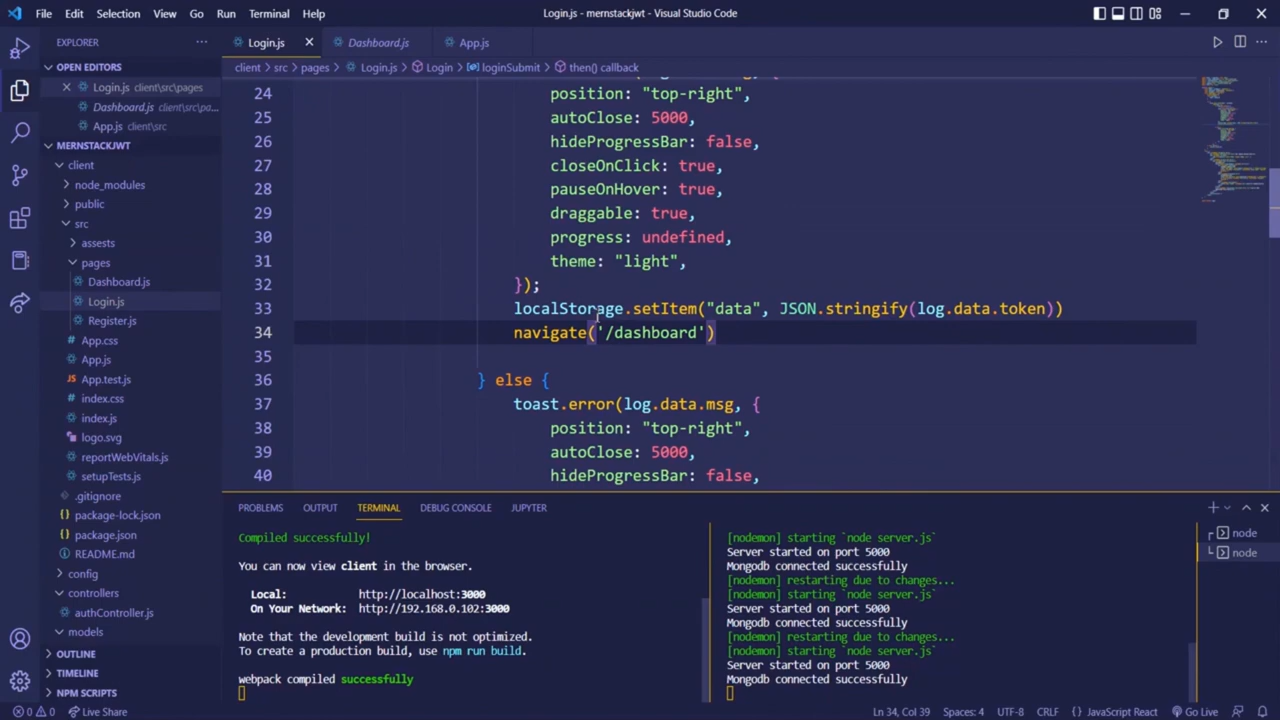 File Edit Selection View Go Run Terminal Help
Login.js - mernstackjwt - Visual Studio Code
EXPLORER
OPEN EDITORS
Login.js client\src\pages
Dashboard.js client\src\pa...
App.js client\src
MERNSTACKJWT
client
node_modules
public
src
assests
pages
Dashboard.js
Login.js
Register.js
App.css
App.js
App.test.js
index.css
index.js
logo.svg
reportWebVitals.js
setupTests.js
.gitignore
package-lock.json
package.json
README.md
config
controllers
authController.js
models
OUTLINE
TIMELINE
NPM SCRIPTS
Login.js Dashboard.js App.js
client > src > pages > Login.js > Login > loginSubmit > then() callback
24 position: "top-right",
25 autoClose: 5000,
26 hideProgressBar: false,
27 closeOnClick: true,
28 pauseOnHover: true,
29 draggable: true,
30 progress: undefined,
31 theme: "light",
32 });
33 localStorage.setItem("data", JSON.stringify(log.data.token))
34 navigate('/dashboard')
35
36 } else {
37 toast.error(log.data.msg, {
38 position: "top-right",
39 autoClose: 5000,
40 hideProgressBar: false,
PROBLEMS OUTPUT TERMINAL DEBUG CONSOLE JUPYTER
Compiled successfully!
You can now view client in the browser.
Local: http://localhost:3000
On Your Network: http://192.168.0.102:3000
Note that the development build is not optimized.
To create a production build, use npm run build.
webpack compiled successfully
[nodemon] starting `node server.js`
Server started on port 5000
Mongodb connected successfully
[nodemon] restarting due to changes...
[nodemon] starting `node server.js`
Server started on port 5000
Mongodb connected successfully
[nodemon] restarting due to changes...
[nodemon] starting `node server.js`
Server started on port 5000
Mongodb connected successfully
node
node
0 0 Live Share
Ln 34, Col 39 Spaces: 4 UTF-8 CRLF {} JavaScript React Go Live